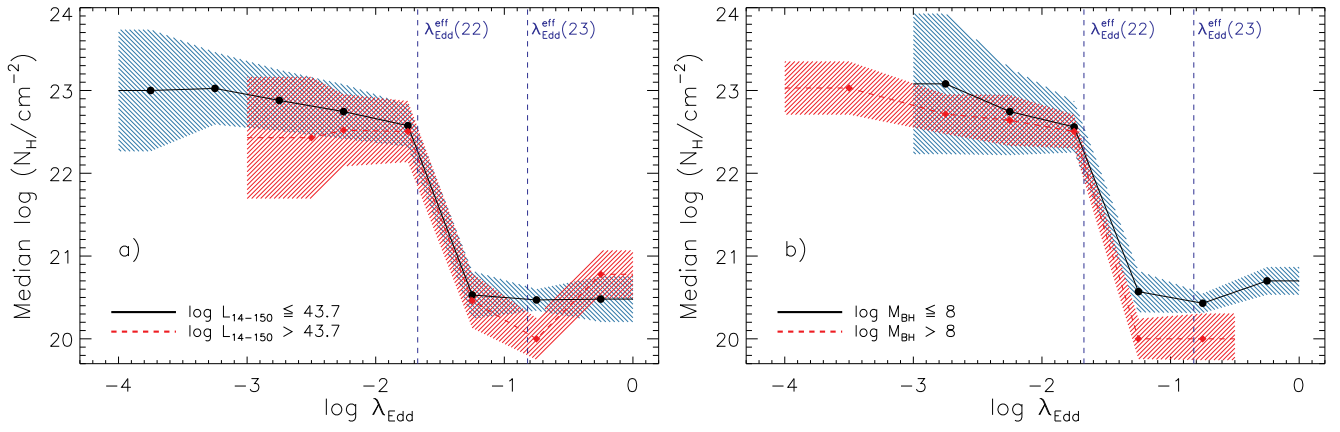 λ_Edd^eff(22) λ_Edd^eff(23)
Median log (N_H/cm^−2)
24
23
22
21
20
a)
log L_14−150 ≤ 43.7
log L_14−150 > 43.7
−4 −3 −2 −1 0
log λ_Edd
λ_Edd^eff(22) λ_Edd^eff(23)
Median log (N_H/cm^−2)
24
23
22
21
20
b)
log M_BH ≤ 8
log M_BH > 8
−4 −3 −2 −1 0
log λ_Edd